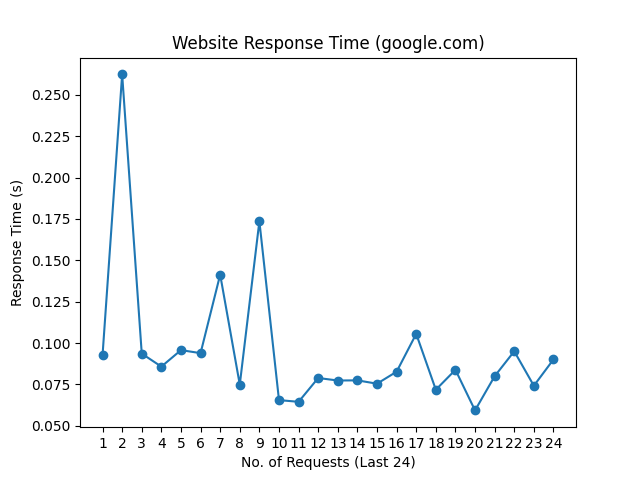 Website Response Time (google.com)
0.250
0.225
0.200
0.175
0.150
0.125
0.100
0.075
0.050
Response Time (s)
1 2 3 4 5 6 7 8 9 10 11 12 13 14 15 16 17 18 19 20 21 22 23 24
No. of Requests (Last 24)